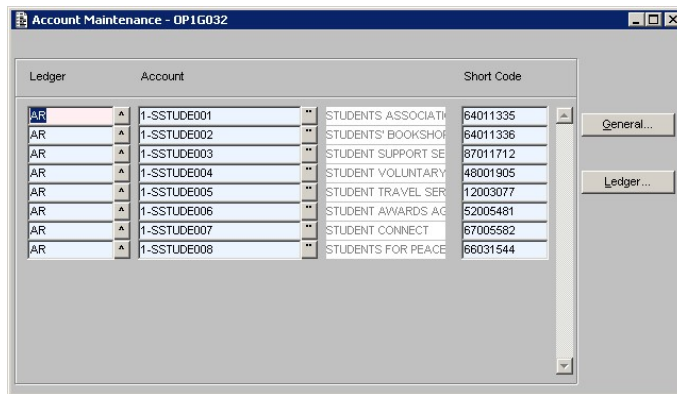 Account Maintenance - OP1G032
Ledger Account Short Code
AR ^ 1-SSTUDE001 STUDENTS ASSOCIATI 64011335
AR ^ 1-SSTUDE002 STUDENTS' BOOKSHOP 64011336
AR ^ 1-SSTUDE003 STUDENT SUPPORT SE 87011712
AR ^ 1-SSTUDE004 STUDENT VOLUNTARY 48001905
AR ^ 1-SSTUDE005 STUDENT TRAVEL SER 12003077
AR ^ 1-SSTUDE006 STUDENT AWARDS AG 52005481
AR ^ 1-SSTUDE007 STUDENT CONNECT 67005582
AR ^ 1-SSTUDE008 STUDENTS FOR PEACE 66031544
General...
Ledger...